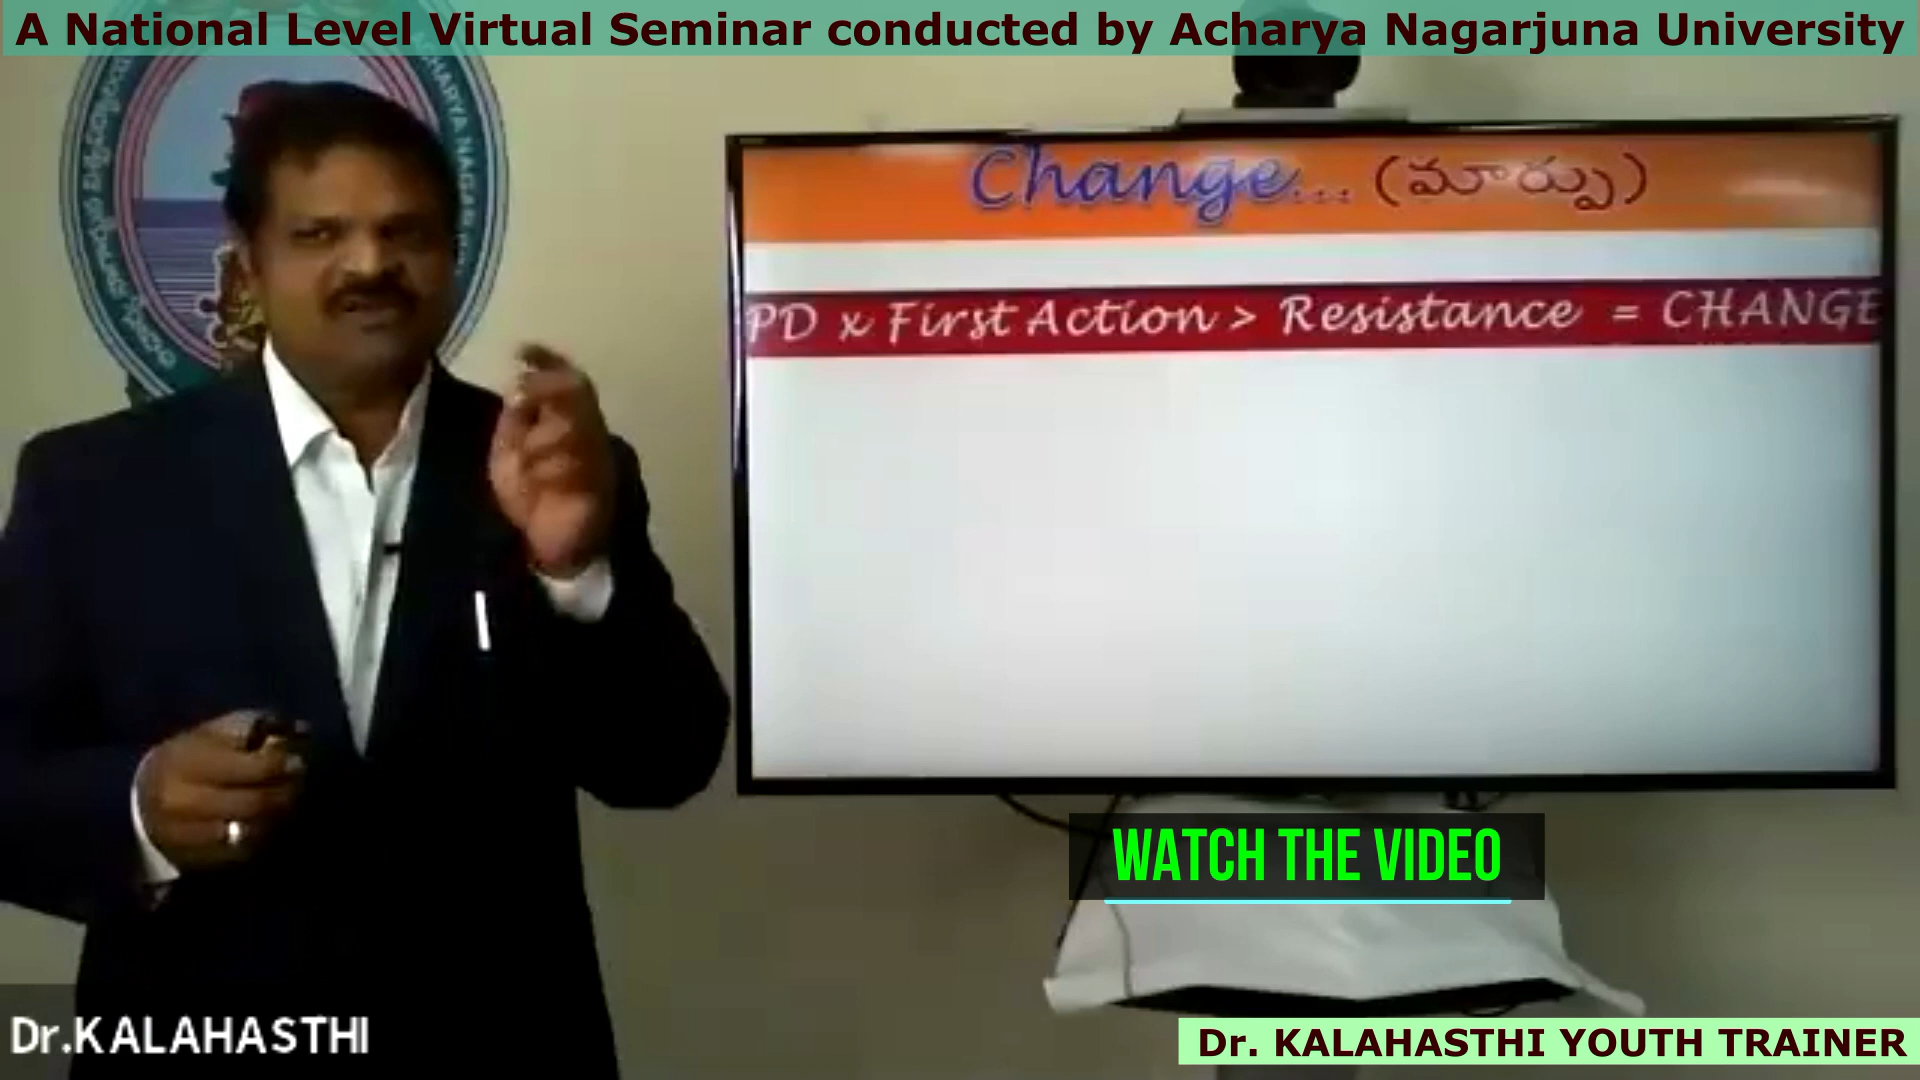 A National Level Virtual Seminar conducted by Acharya Nagarjuna University
Change... (మార్పు)
PD x First Action > Resistance = CHANGE
WATCH THE VIDEO
Dr.KALAHASTHI
Dr. KALAHASTHI YOUTH TRAINER